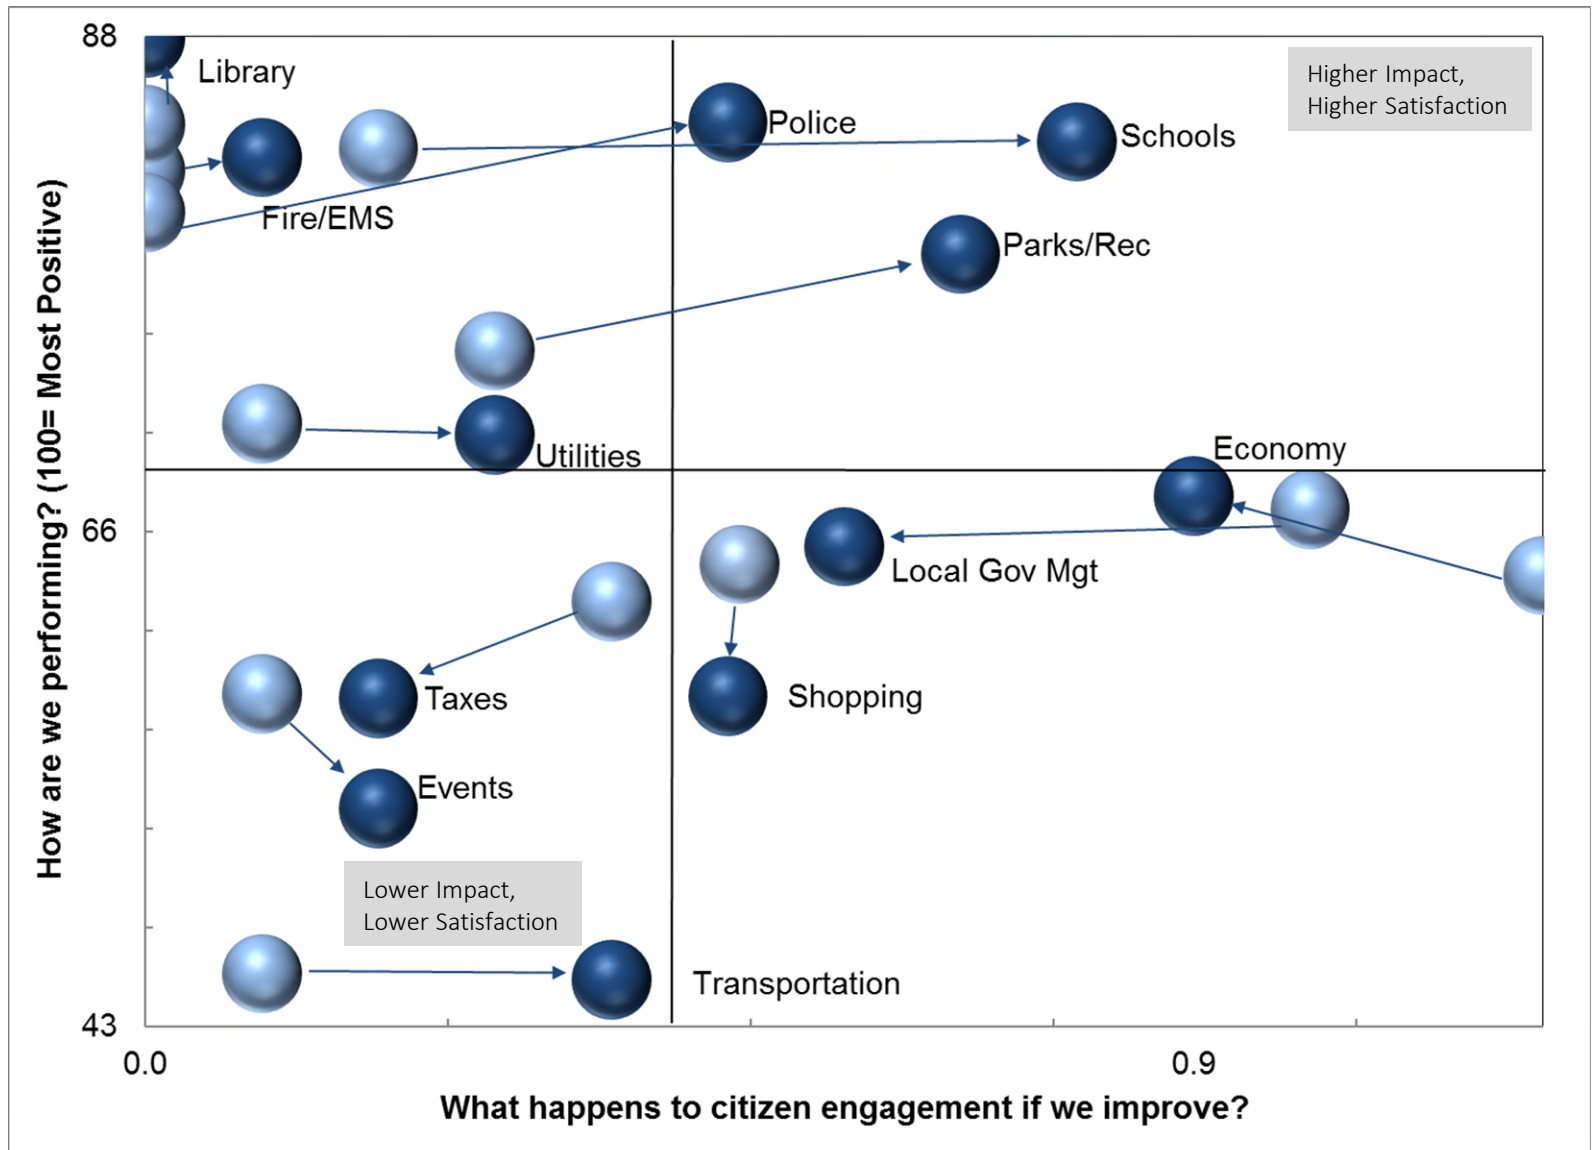 88
Library
Higher Impact,
Higher Satisfaction
Police
Schools
Fire/EMS
Parks/Rec
How are we performing? (100= Most Positive)
Economy
Utilities
66
Local Gov Mgt
Taxes
Shopping
Events
Lower Impact,
Lower Satisfaction
Transportation
43
0.0
0.9
What happens to citizen engagement if we improve?